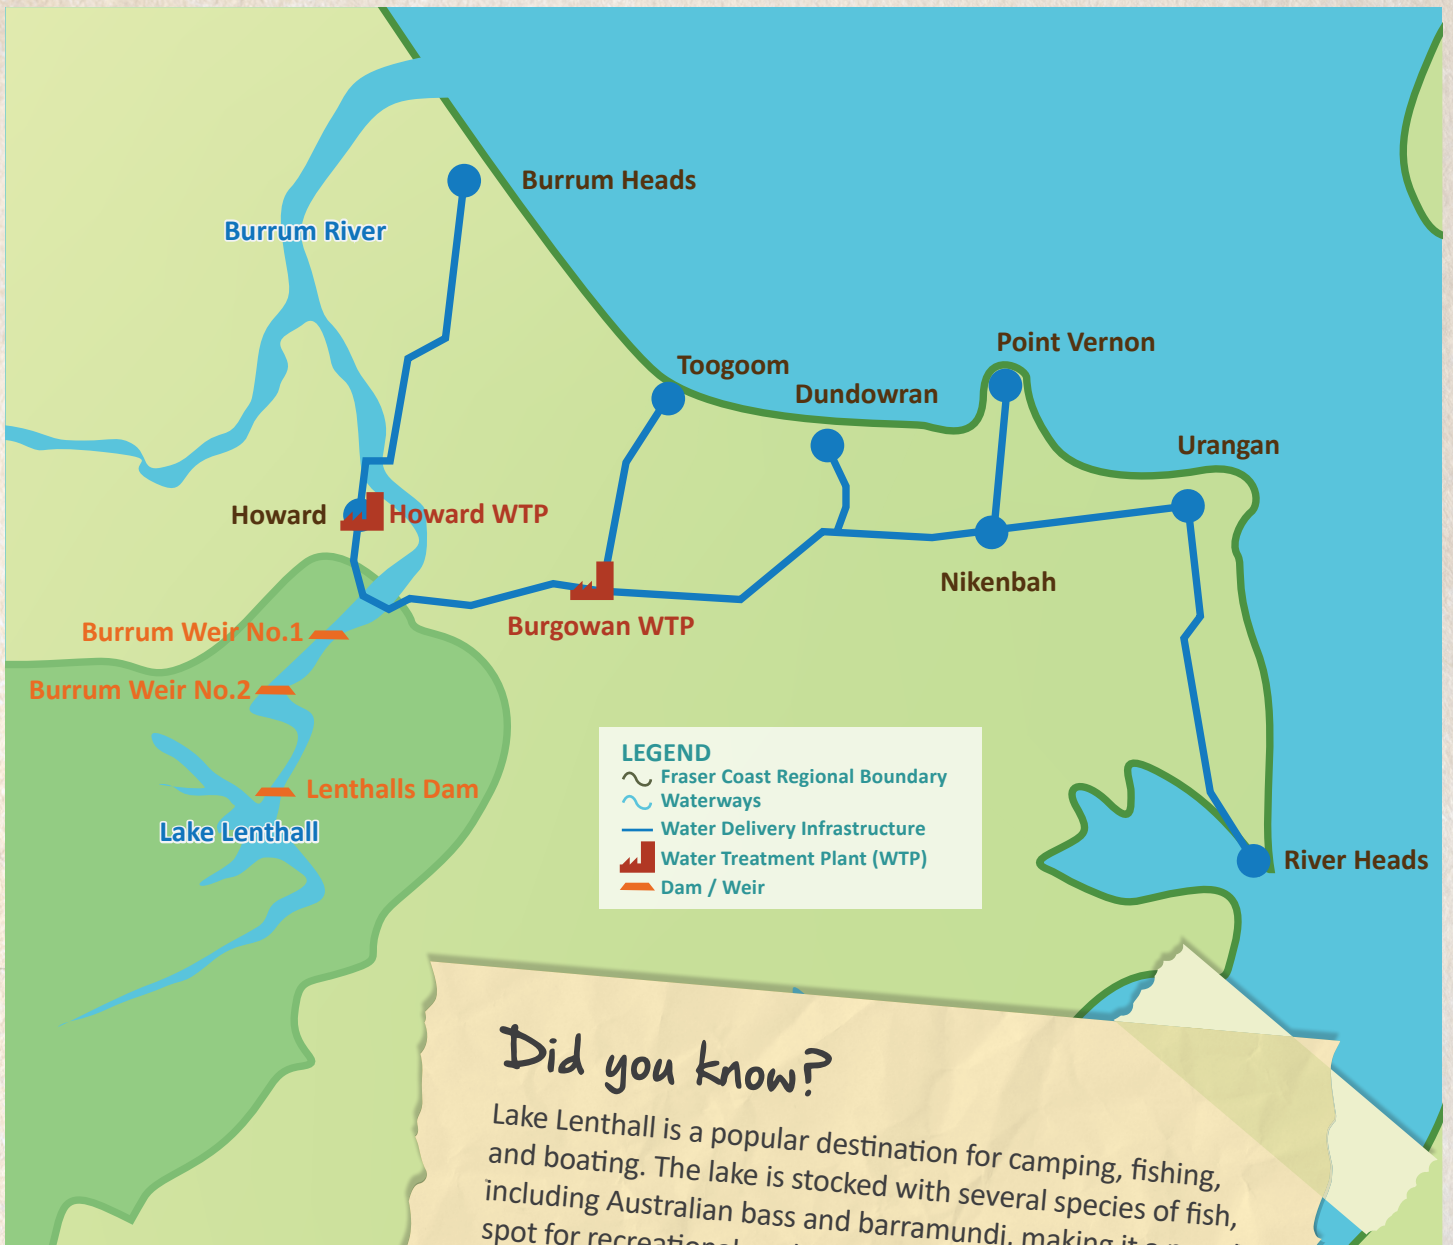 Burrum Heads
Burrum River
Point Vernon
Toogoom
Dundowran
Urangan
Howard
Howard WTP
Nikenbah
Burgowan WTP
Burrum Weir No.1
Burrum Weir No.2
Lenthalls Dam
Lake Lenthall
LEGEND
Fraser Coast Regional Boundary
Waterways
Water Delivery Infrastructure
Water Treatment Plant (WTP)
Dam / Weir
River Heads
Did you know?
Lake Lenthall is a popular destination for camping, fishing,
and boating. The lake is stocked with several species of fish,
including Australian bass and barramundi, making it a
spot for recreational